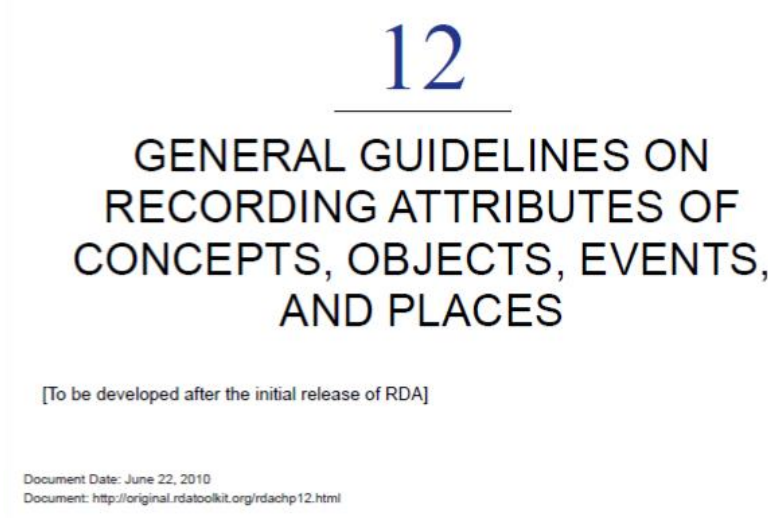 12
GENERAL GUIDELINES ON
RECORDING ATTRIBUTES OF
CONCEPTS, OBJECTS, EVENTS,
AND PLACES
[To be developed after the initial release of RDA]
Document Date: June 22, 2010
Document: http://original.rdatoolkit.org/rdachp12.html